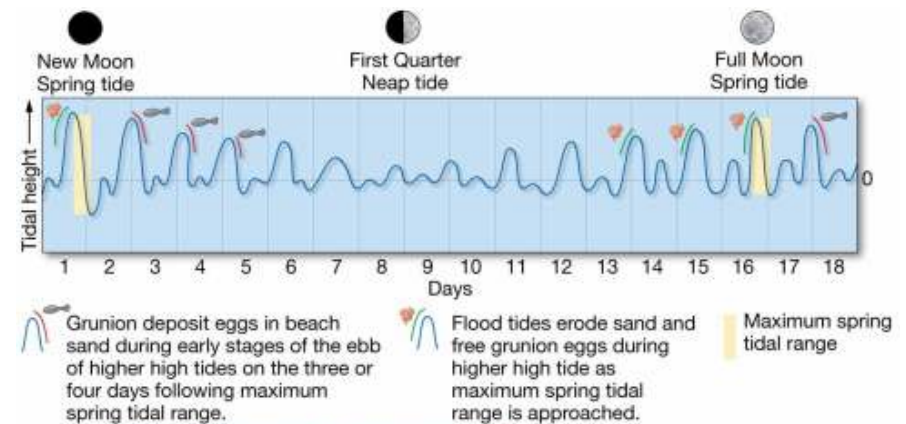 New Moon
Spring tide
First Quarter
Neap tide
Full Moon
Spring tide
Tidal height
0
1 2 3 4 5 6 7 8 9 10 11 12 13 14 15 16 17 18
Days
Grunion deposit eggs in beach
sand during early stages of the ebb
of higher high tides on the three or
four days following maximum
spring tidal range.
Flood tides erode sand and
free grunion eggs during
higher high tide as
maximum spring tidal
range is approached.
Maximum spring
tidal range